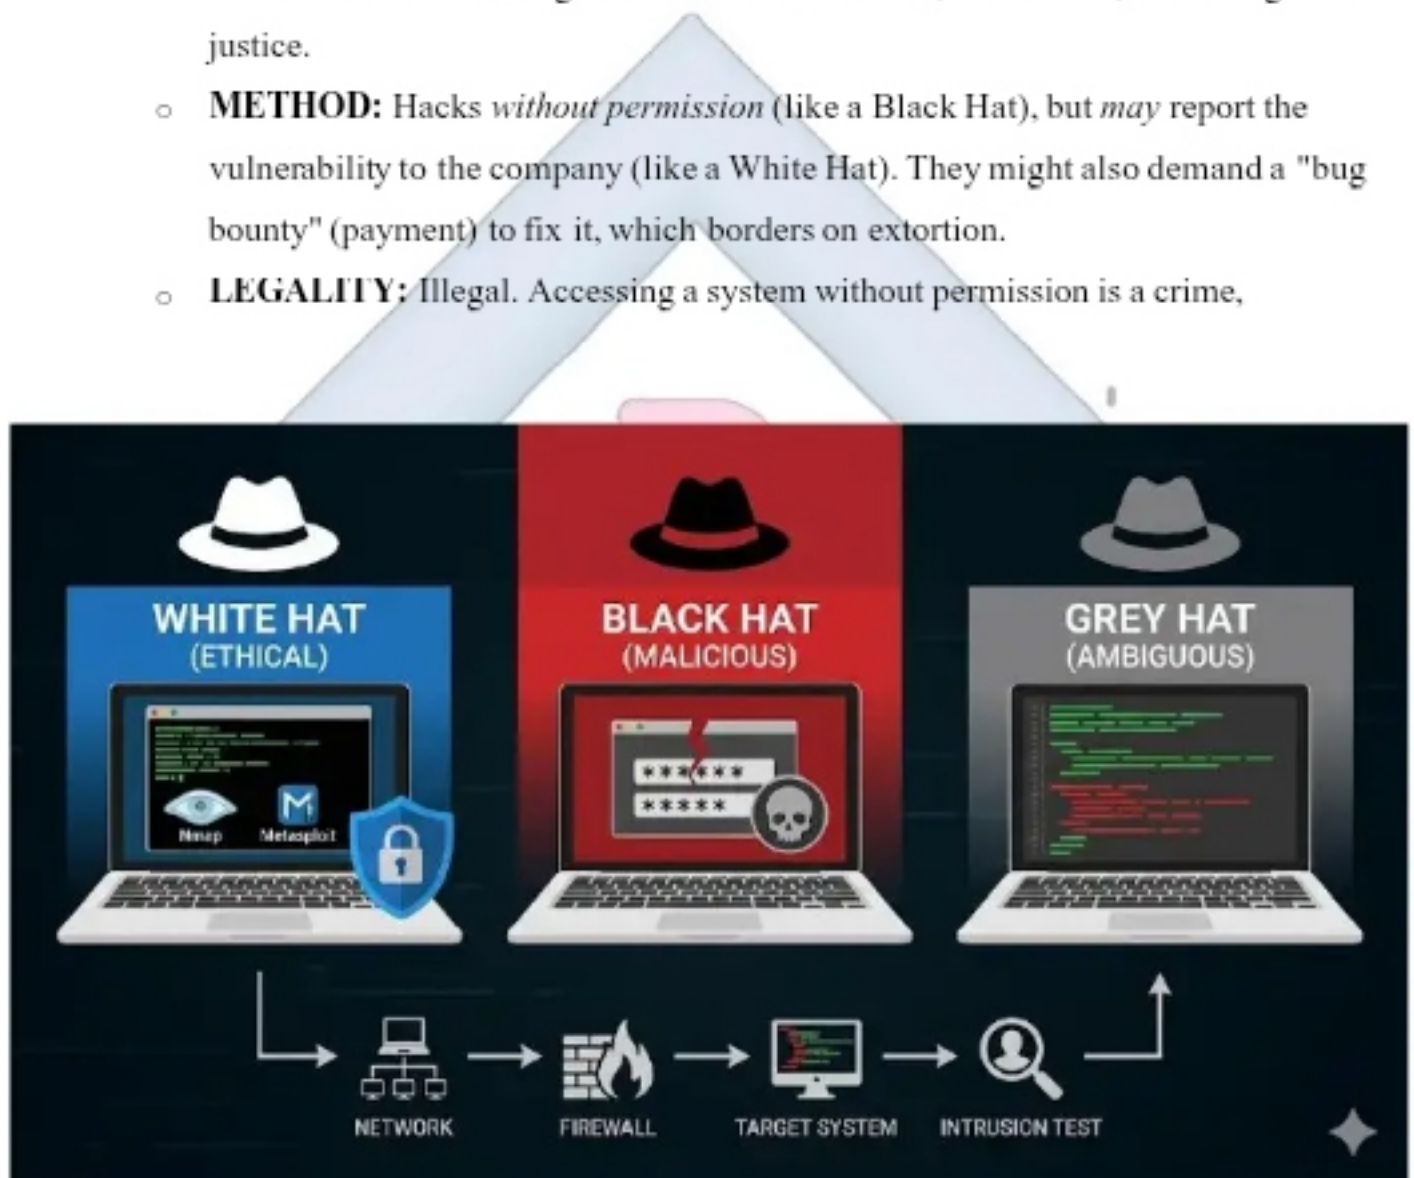 justice.
○ METHOD: Hacks without permission (like a Black Hat), but may report the
vulnerability to the company (like a White Hat). They might also demand a "bug
bounty" (payment) to fix it, which borders on extortion.
○ LEGALITY: Illegal. Accessing a system without permission is a crime,
WHITE HAT
(ETHICAL)
Nmap
Metasploit
BLACK HAT
(MALICIOUS)
******
*****
GREY HAT
(AMBIGUOUS)
NETWORK
FIREWALL
TARGET SYSTEM
INTRUSION TEST